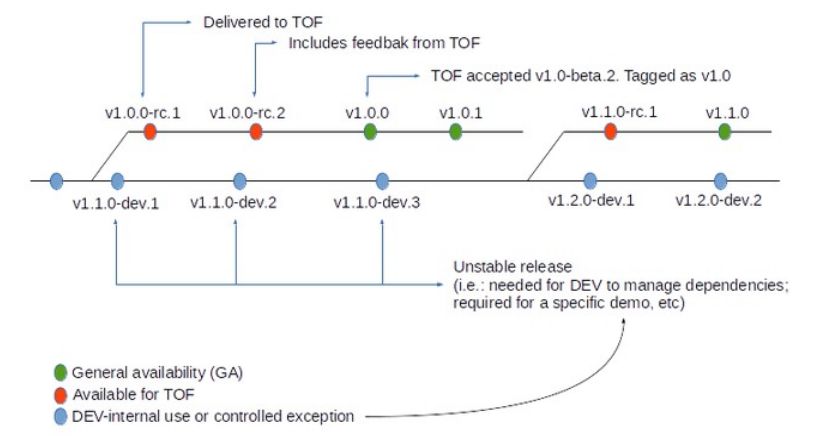 Delivered to TOF
Includes feedbak from TOF
TOF accepted v1.0-beta.2. Tagged as v1.0
v1.0.0-rc.1
v1.0.0-rc.2
v1.0.0
v1.0.1
v1.1.0-rc.1
v1.1.0
v1.1.0-dev.1
v1.1.0-dev.2
v1.1.0-dev.3
v1.2.0-dev.1
v1.2.0-dev.2
Unstable release
(i.e.: needed for DEV to manage dependencies;
required for a specific demo, etc)
General availability (GA)
Available for TOF
DEV-internal use or controlled exception